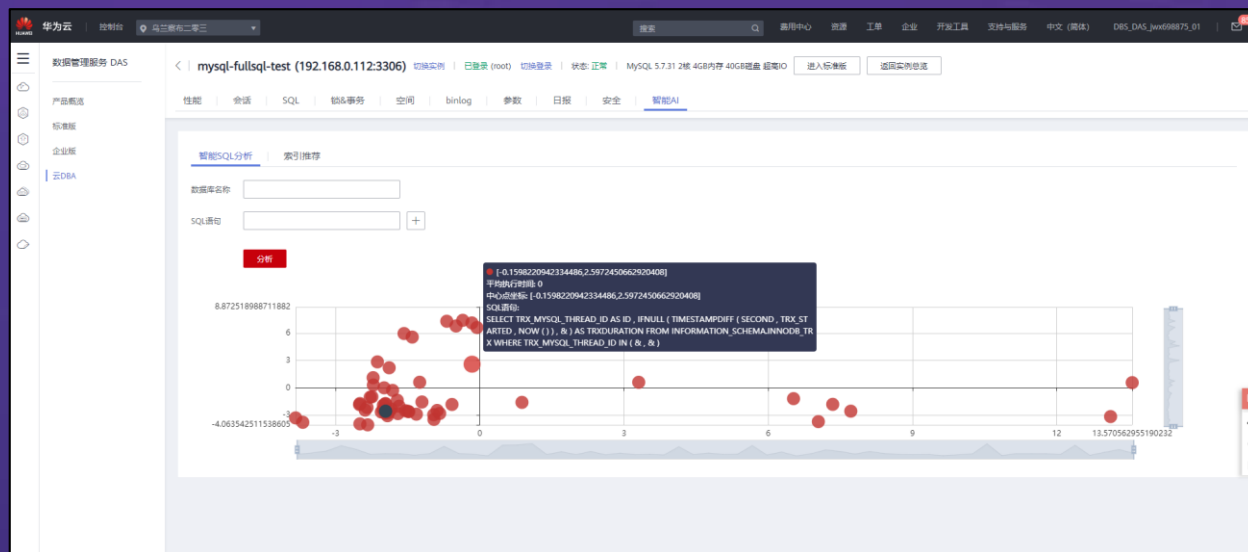 HUAWEI
华为云
控制台
乌兰察布二零三
搜索
费用中心
资源
工单
企业
开发工具
支持与服务
中文 (简体)
DBS_DAS_jwx698875_01
数据管理服务 DAS
产品概览
标准版
企业版
云DBA
mysql-fullsql-test (192.168.0.112:3306)
切换实例
已登录 (root)
切换登录
状态: 正常
MySQL 5.7.31 2核 4GB内存 40GB磁盘 超高IO
进入标准版
返回实例总览
性能
会话
SQL
锁&事务
空间
binlog
参数
日报
安全
智能AI
智能SQL分析
索引推荐
数据库名称
SQL语句
+
分析
[-0.1598220942334486,2.5972450662920408]
平均执行时间: 0
中心点坐标: [-0.1598220942334486,2.5972450662920408]
SQL语句:
SELECT TRX_MYSQL_THREAD_ID AS ID , IFNULL ( TIMESTAMPDIFF ( SECOND , TRX_ST
ARTED , NOW ( ) ) , & ) AS TRXDURATION FROM INFORMATION_SCHEMA.INNODB_TR
X WHERE TRX_MYSQL_THREAD_ID IN ( & , & )
8.872518988711882
6
3
0
-3
-4.063542511538605
-3
0
3
6
9
12
13.570562955190232